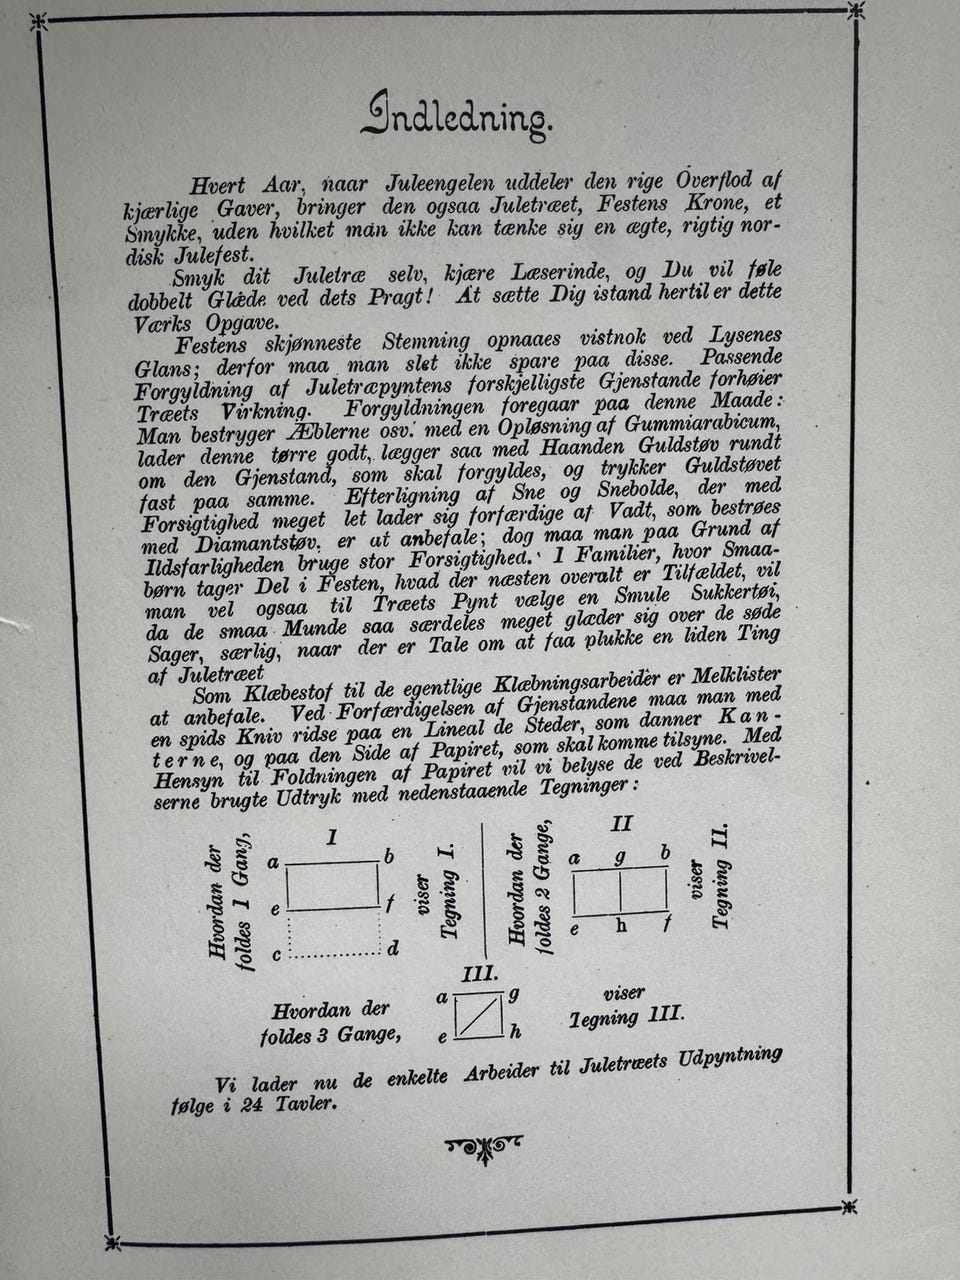 Indledning.
Hvert Aar, naar Juleengelen uddeler den rige Overflod af
kjærlige Gaver, bringer den ogsaa Juletræet, Festens Krone, et
Smykke, uden hvilket man ikke kan tænke sig en ægte, rigtig nor-
disk Julefest.
Smyk dit Juletræ selv, kjære Læserinde, og Du vil føle
dobbelt Glæde ved dets Pragt! At sætte Dig istand hertil er dette
Værks Opgave.
Festens skjønneste Stemning opnaaes vistnok ved Lysenes
Glans; derfor maa man slet ikke spare paa disse. Passende
Forgyldning af Juletræpyntens forskjelligste Gjenstande forhøier
Træets Virkning. Forgyldningen foregaar paa denne Maade:
Man bestryger Æblerne osv. med en Opløsning af Gummiarabicum,
lader denne tørre godt, lægger saa med Haanden Guldstøv rundt
om den Gjenstand, som skal forgyldes, og trykker Guldstøvet
fast paa samme. Efterligning af Sne og Snebolde, der med
Forsigtighed meget let lader sig forfærdige af Vadt, som bestrøes
med Diamantstøv, er at anbefale; dog maa man paa Grund af
Ildsfarligheden bruge stor Forsigtighed. I Familier, hvor Smaa-
børn tager Del i Festen, hvad der næsten overalt er Tilfældet, vil
man vel ogsaa til Træets Pynt vælge en Smule Sukkertøi,
da de smaa Munde saa særdeles meget glæder sig over de søde
Sager, særlig, naar der er Tale om at faa plukke en liden Ting
af Juletræet
Som Klæbestof til de egentlige Klæbningsarbeider er Melklister
at anbefale. Ved Forfærdigelsen af Gjenstandene maa man med
en spids Kniv ridse paa en Lineal de Steder, som danner Kan-
terne, og paa den Side af Papiret, som skal komme tilsyne. Med
Hensyn til Foldningen af Papiret vil vi belyse de ved Beskrivel-
serne brugte Udtryk med nedenstaaende Tegninger:
Hvordan der
foldes 1 Gang,
I
a b
e f
c d
viser
Tegning I.
Hvordan der
foldes 2 Gange,
II
a g b
e h f
viser
Tegning II.
Hvordan der
foldes 3 Gange,
III.
a g
e h
viser
Tegning III.
Vi lader nu de enkelte Arbeider til Juletræets Udpyntning
følge i 24 Tavler.